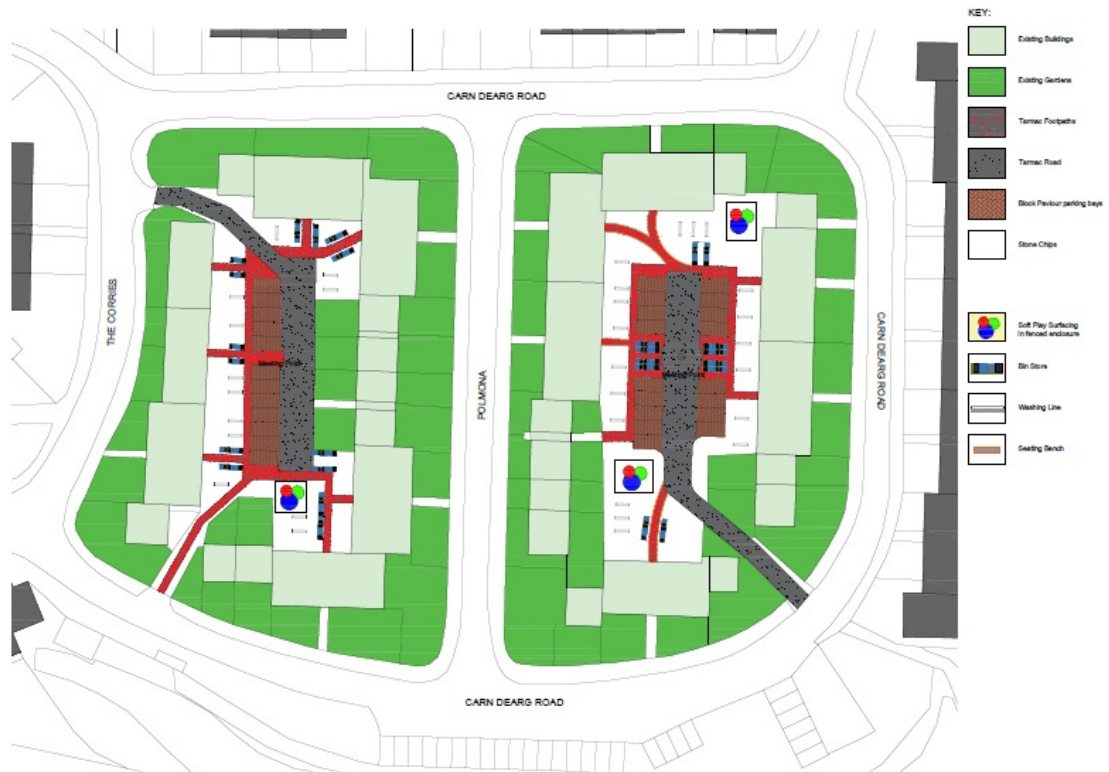 KEY:
Existing Buildings
Existing Gardens
Tarmac Footpaths
Tarmac Road
Block Paviour parking bays
Stone Chips
Soft Play Surfacing
in fenced enclosure
Bin Store
Washing Line
Seating Bench
CARN DEARG ROAD
THE CORRIES
POLMONA
CARN DEARG ROAD
CARN DEARG ROAD